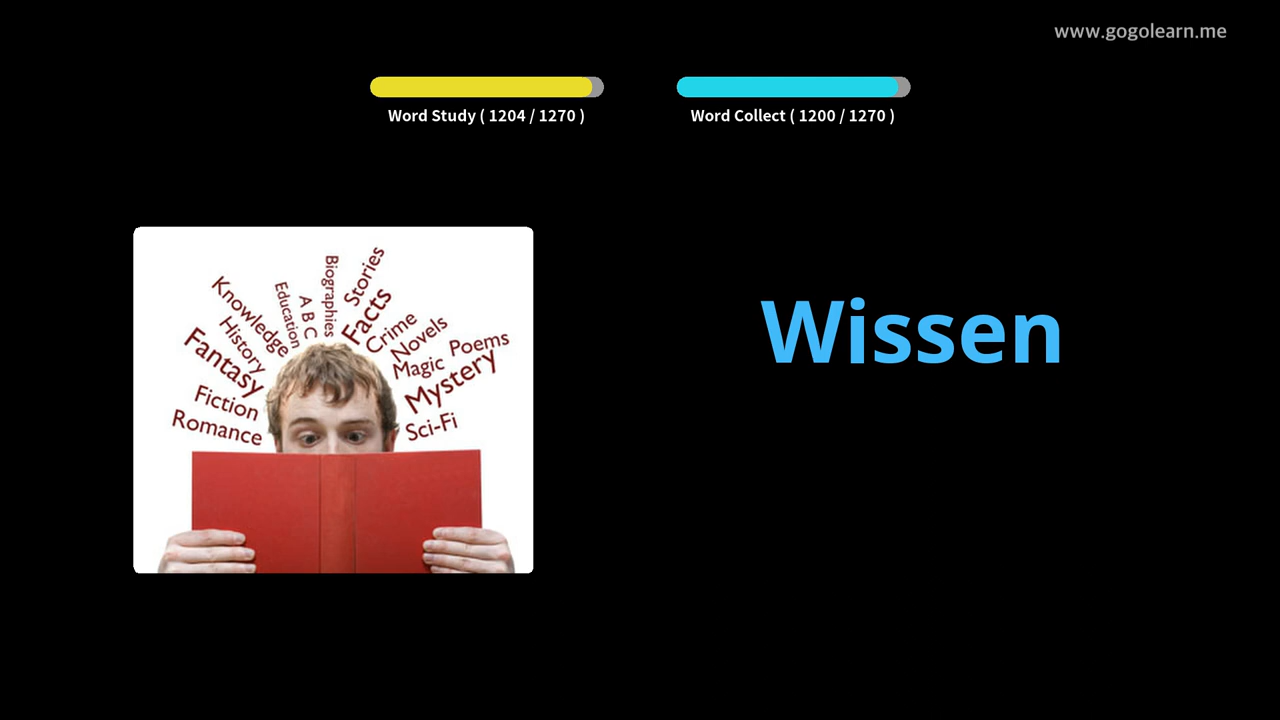 www.gogolearn.me
Word Study ( 1204 / 1270 )
Word Collect ( 1200 / 1270 )
Wissen
Romance
Fiction
Fantasy
History
Knowledge
Education
A B C
Biographies
Stories
Facts
Crime
Novels
Magic
Poems
Mystery
Sci-Fi